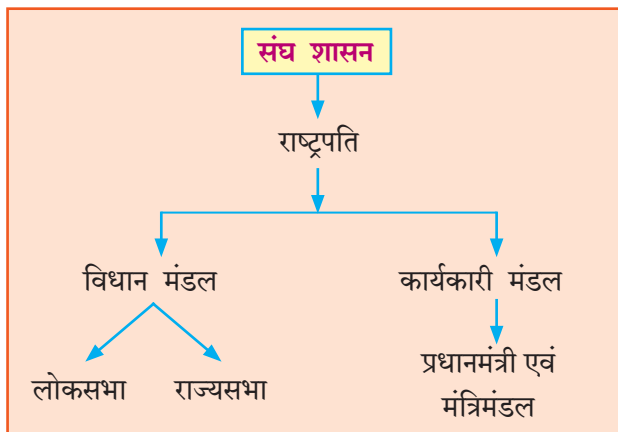 संघ शासन
राष्ट्रपति
विधान मंडल
कार्यकारी मंडल
लोकसभा
राज्यसभा
प्रधानमंत्री एवं
मंत्रिमंडल